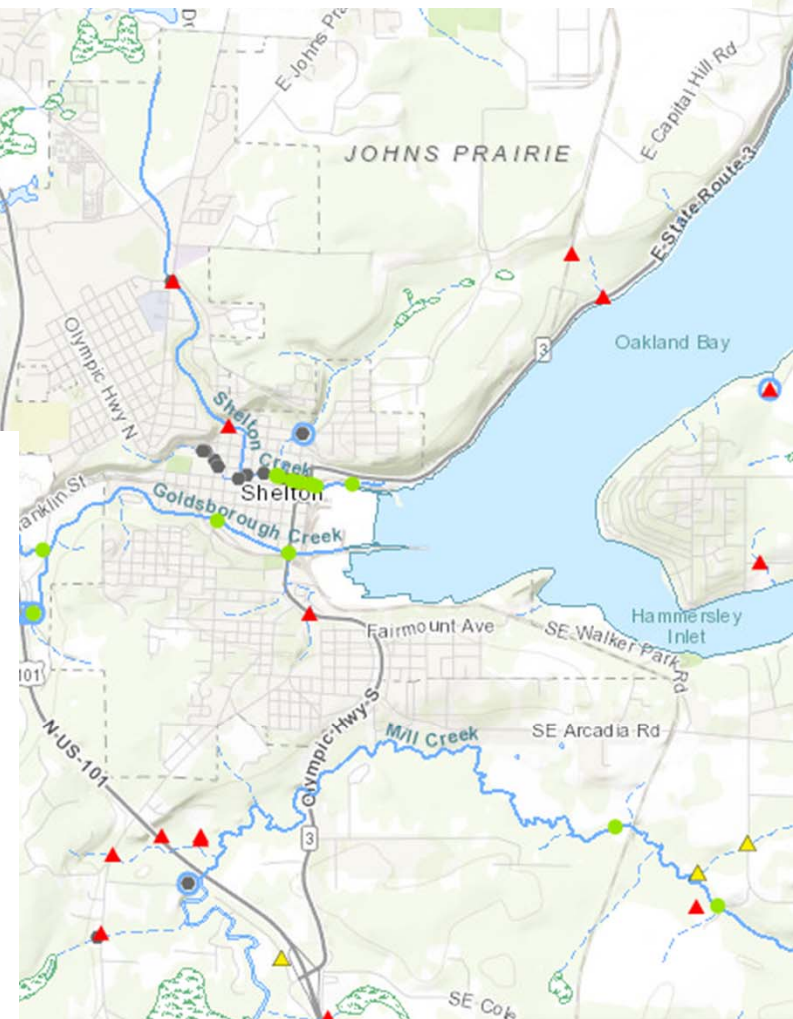 Dr
E Johns Pra
E Capital Hill Rd
JOHNS PRAIRIE
E State Route 3
Olympic Hwy N
Oakland Bay
3
Shelton
Creek
Shelton
anklin St
Goldsborough Creek
Hammersley
Inlet
Fairmount Ave
SE Walker Park Rd
101
N US-101
Olympic Hwy S
Mill Creek
SE Arcadia Rd
3
SE Cole